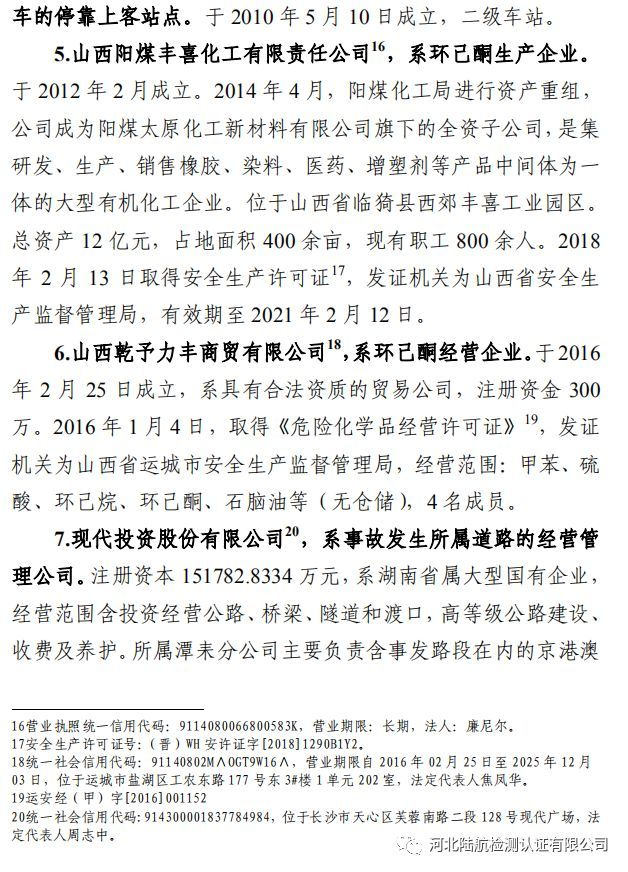 车的停靠上客站点。于 2010 年 5 月 10 日成立，二级车站。
5.山西阳煤丰喜化工有限责任公司16，系环己酮生产企业。
于 2012 年 2 月成立。2014 年 4 月，阳煤化工局进行资产重组，
公司成为阳煤太原化工新材料有限公司旗下的全资子公司，是集
研发、生产、销售橡胶、染料、医药、增塑剂等产品中间体为一
体的大型有机化工企业。位于山西省临猗县西郊丰喜工业园区。
总资产 12 亿元，占地面积 400 余亩，现有职工 800 余人。2018
年 2 月 13 日取得安全生产许可证17，发证机关为山西省安全生
产监督管理局，有效期至 2021 年 2 月 12 日。
6.山西乾予力丰商贸有限公司18，系环己酮经营企业。于 2016
年 2 月 25 日成立，系具有合法资质的贸易公司，注册资金 300
万。2016 年 1 月 4 日，取得《危险化学品经营许可证》19，发证
机关为山西省运城市安全生产监督管理局，经营范围：甲苯、硫
酸、环己烷、环己酮、石脑油等（无仓储），4 名成员。
7.现代投资股份有限公司20，系事故发生所属道路的经营管
理公司。注册资本 151782.8334 万元，系湖南省属大型国有企业，
经营范围含投资经营公路、桥梁、隧道和渡口，高等级公路建设、
收费及养护。所属潭耒分公司主要负责含事发路段在内的京港澳
16营业执照统一信用代码：9114080066800583K，营业期限：长期，法人：廉尼尔。
17安全生产许可证号：（晋）WH 安许证字[2018]1290B1Y2。
18统一社会信用代码：91140802MΛ0GT9W16Λ，营业期限自 2016 年 02 月 25 日至 2025 年 12 月
03 日，位于运城市盐湖区工农东路 177 号东 3#楼 1 单元 202 室，法定代表人焦凤华。
19运安经（甲）字[2016]001152
20统一社会信用代码:914300001837784984，位于长沙市天心区芙蓉南路二段 128 号现代广场，法
定代表人周志中。
河北陆航检测认证有限公司